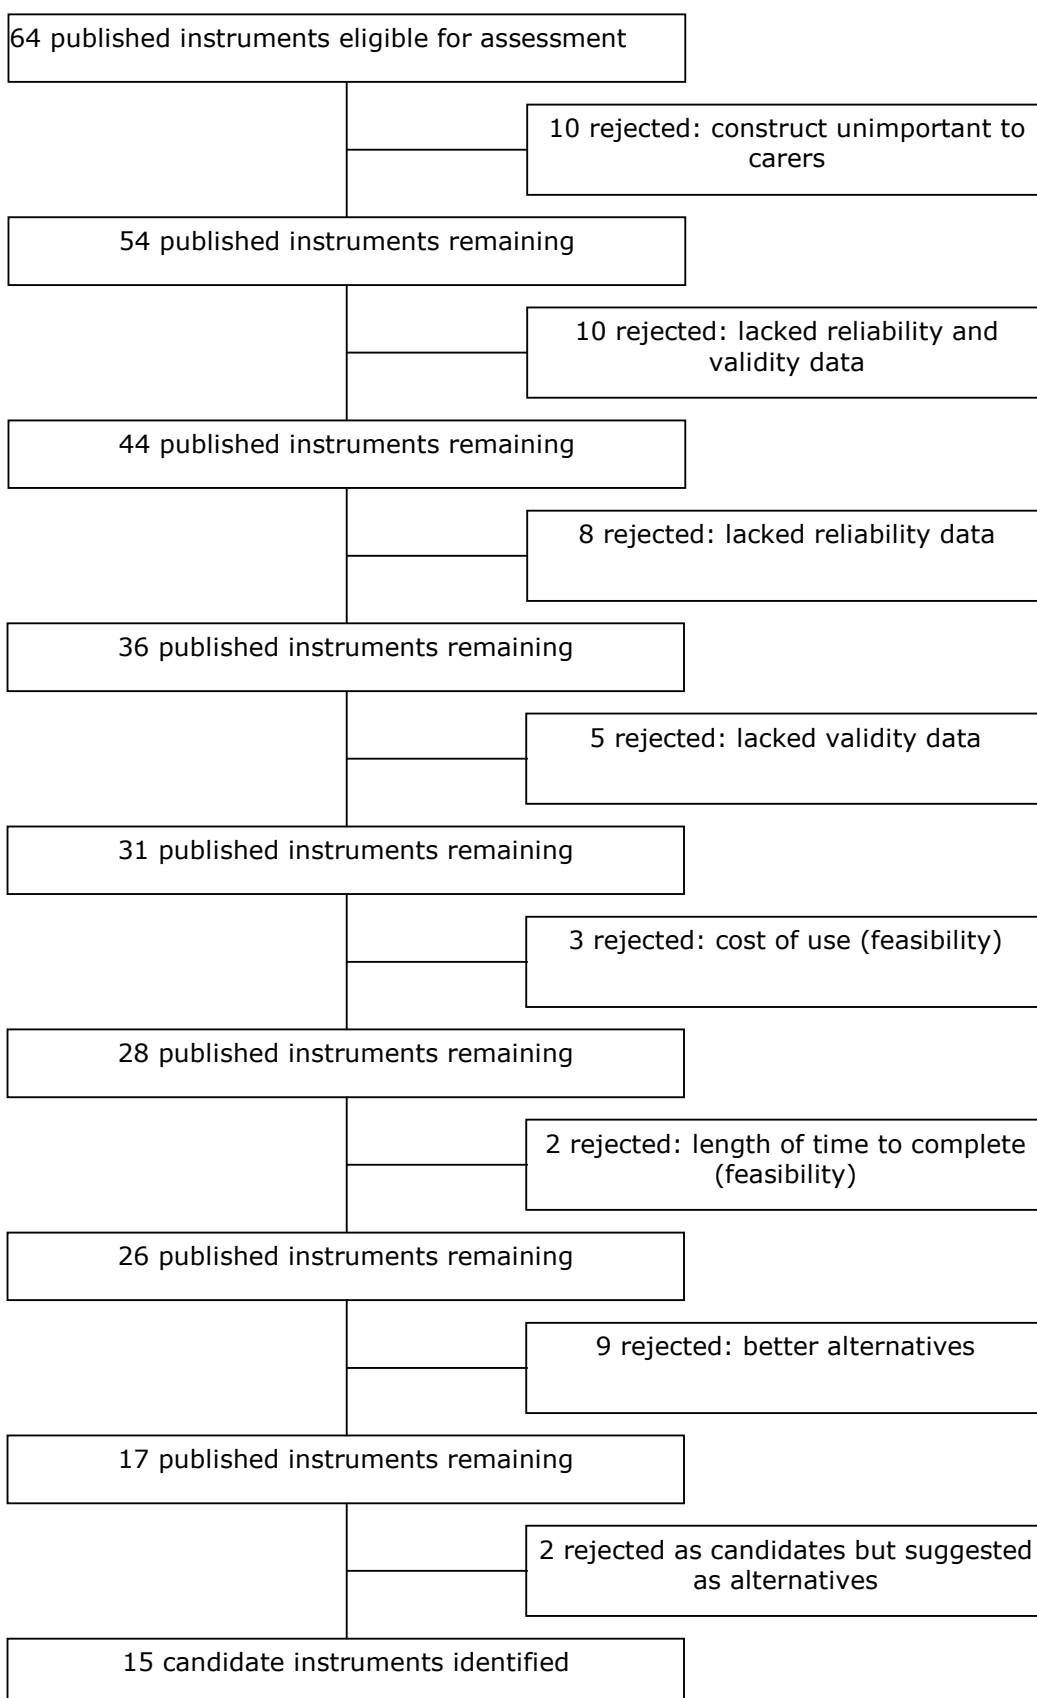 64 published instruments eligible for assessment
10 rejected: construct unimportant to
carers
54 published instruments remaining
10 rejected: lacked reliability and
validity data
44 published instruments remaining
8 rejected: lacked reliability data
36 published instruments remaining
5 rejected: lacked validity data
31 published instruments remaining
3 rejected: cost of use (feasibility)
28 published instruments remaining
2 rejected: length of time to complete
(feasibility)
26 published instruments remaining
9 rejected: better alternatives
17 published instruments remaining
2 rejected as candidates but suggested
as alternatives
15 candidate instruments identified